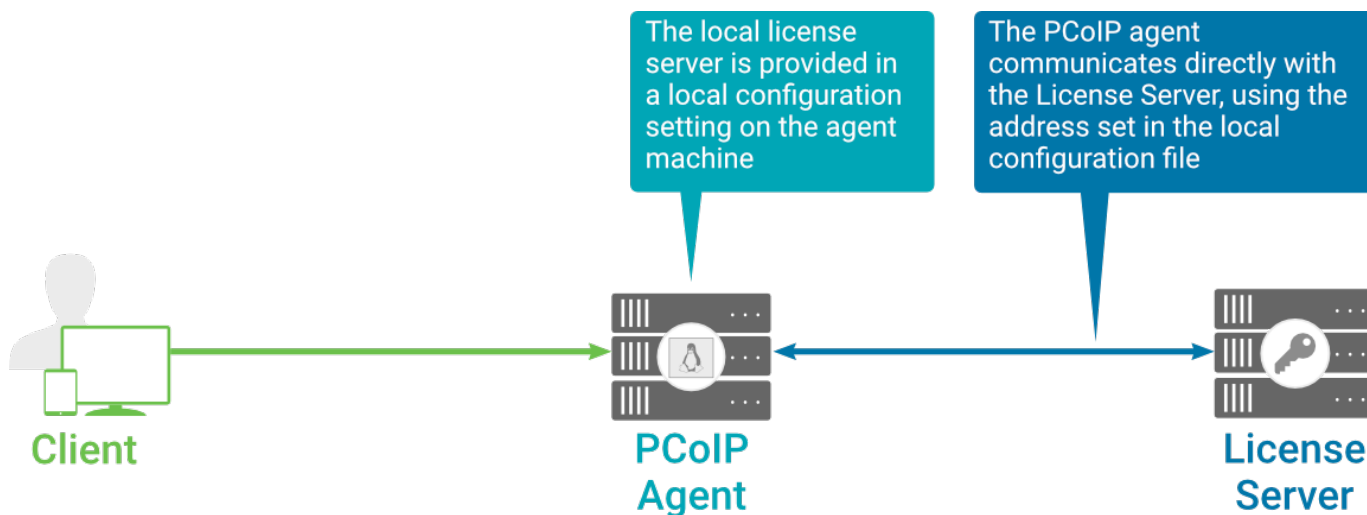 The local license
server is provided in
a local configuration
setting on the agent
machine
The PCoIP agent
communicates directly with
the License Server, using the
address set in the local
configuration file
Client
PCoIP
Agent
License
Server